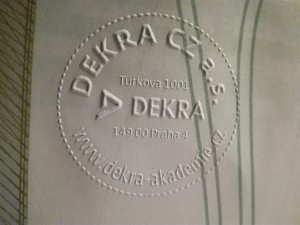 DEKRA CZ a.s.
Türkova 1001
DEKRA
149 00 Praha 4
www.dekra-akademie.cz